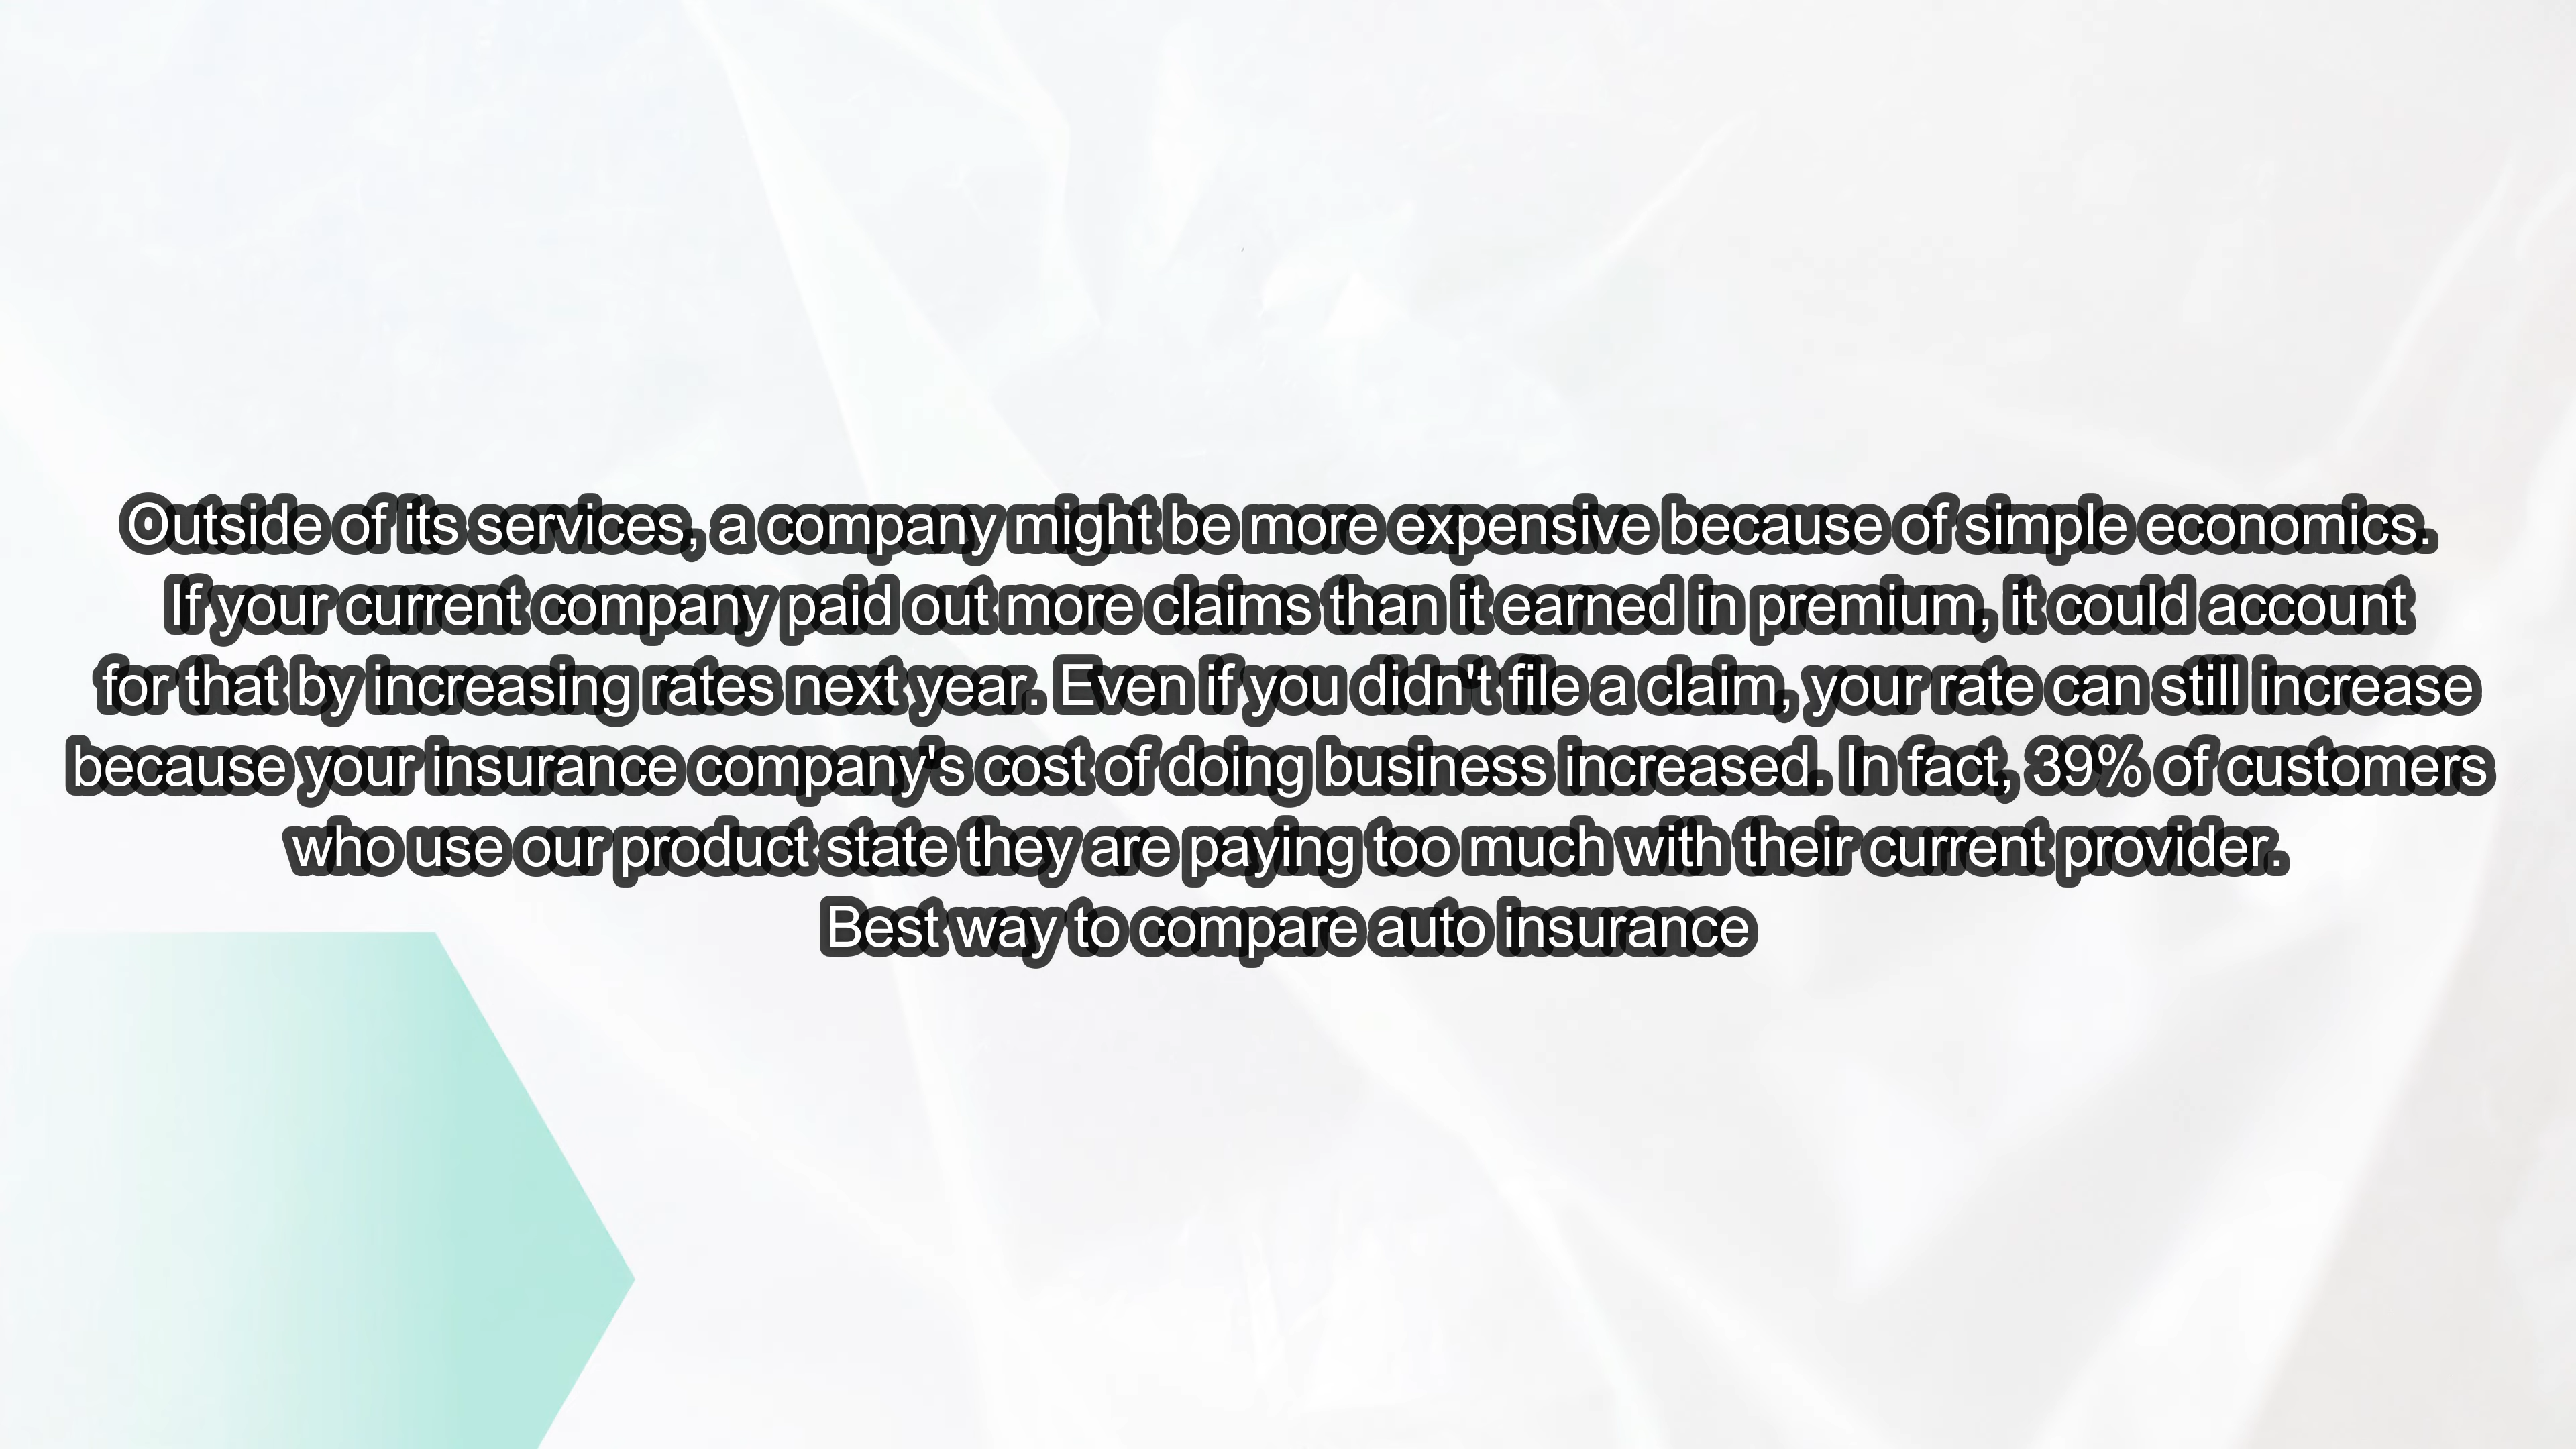 Outside of its services, a company might be more expensive because of simple economics.
If your current company paid out more claims than it earned in premium, it could account
for that by increasing rates next year. Even if you didn't file a claim, your rate can still increase
because your insurance company's cost of doing business increased. In fact, 39% of customers
who use our product state they are paying too much with their current provider.
Best way to compare auto insurance